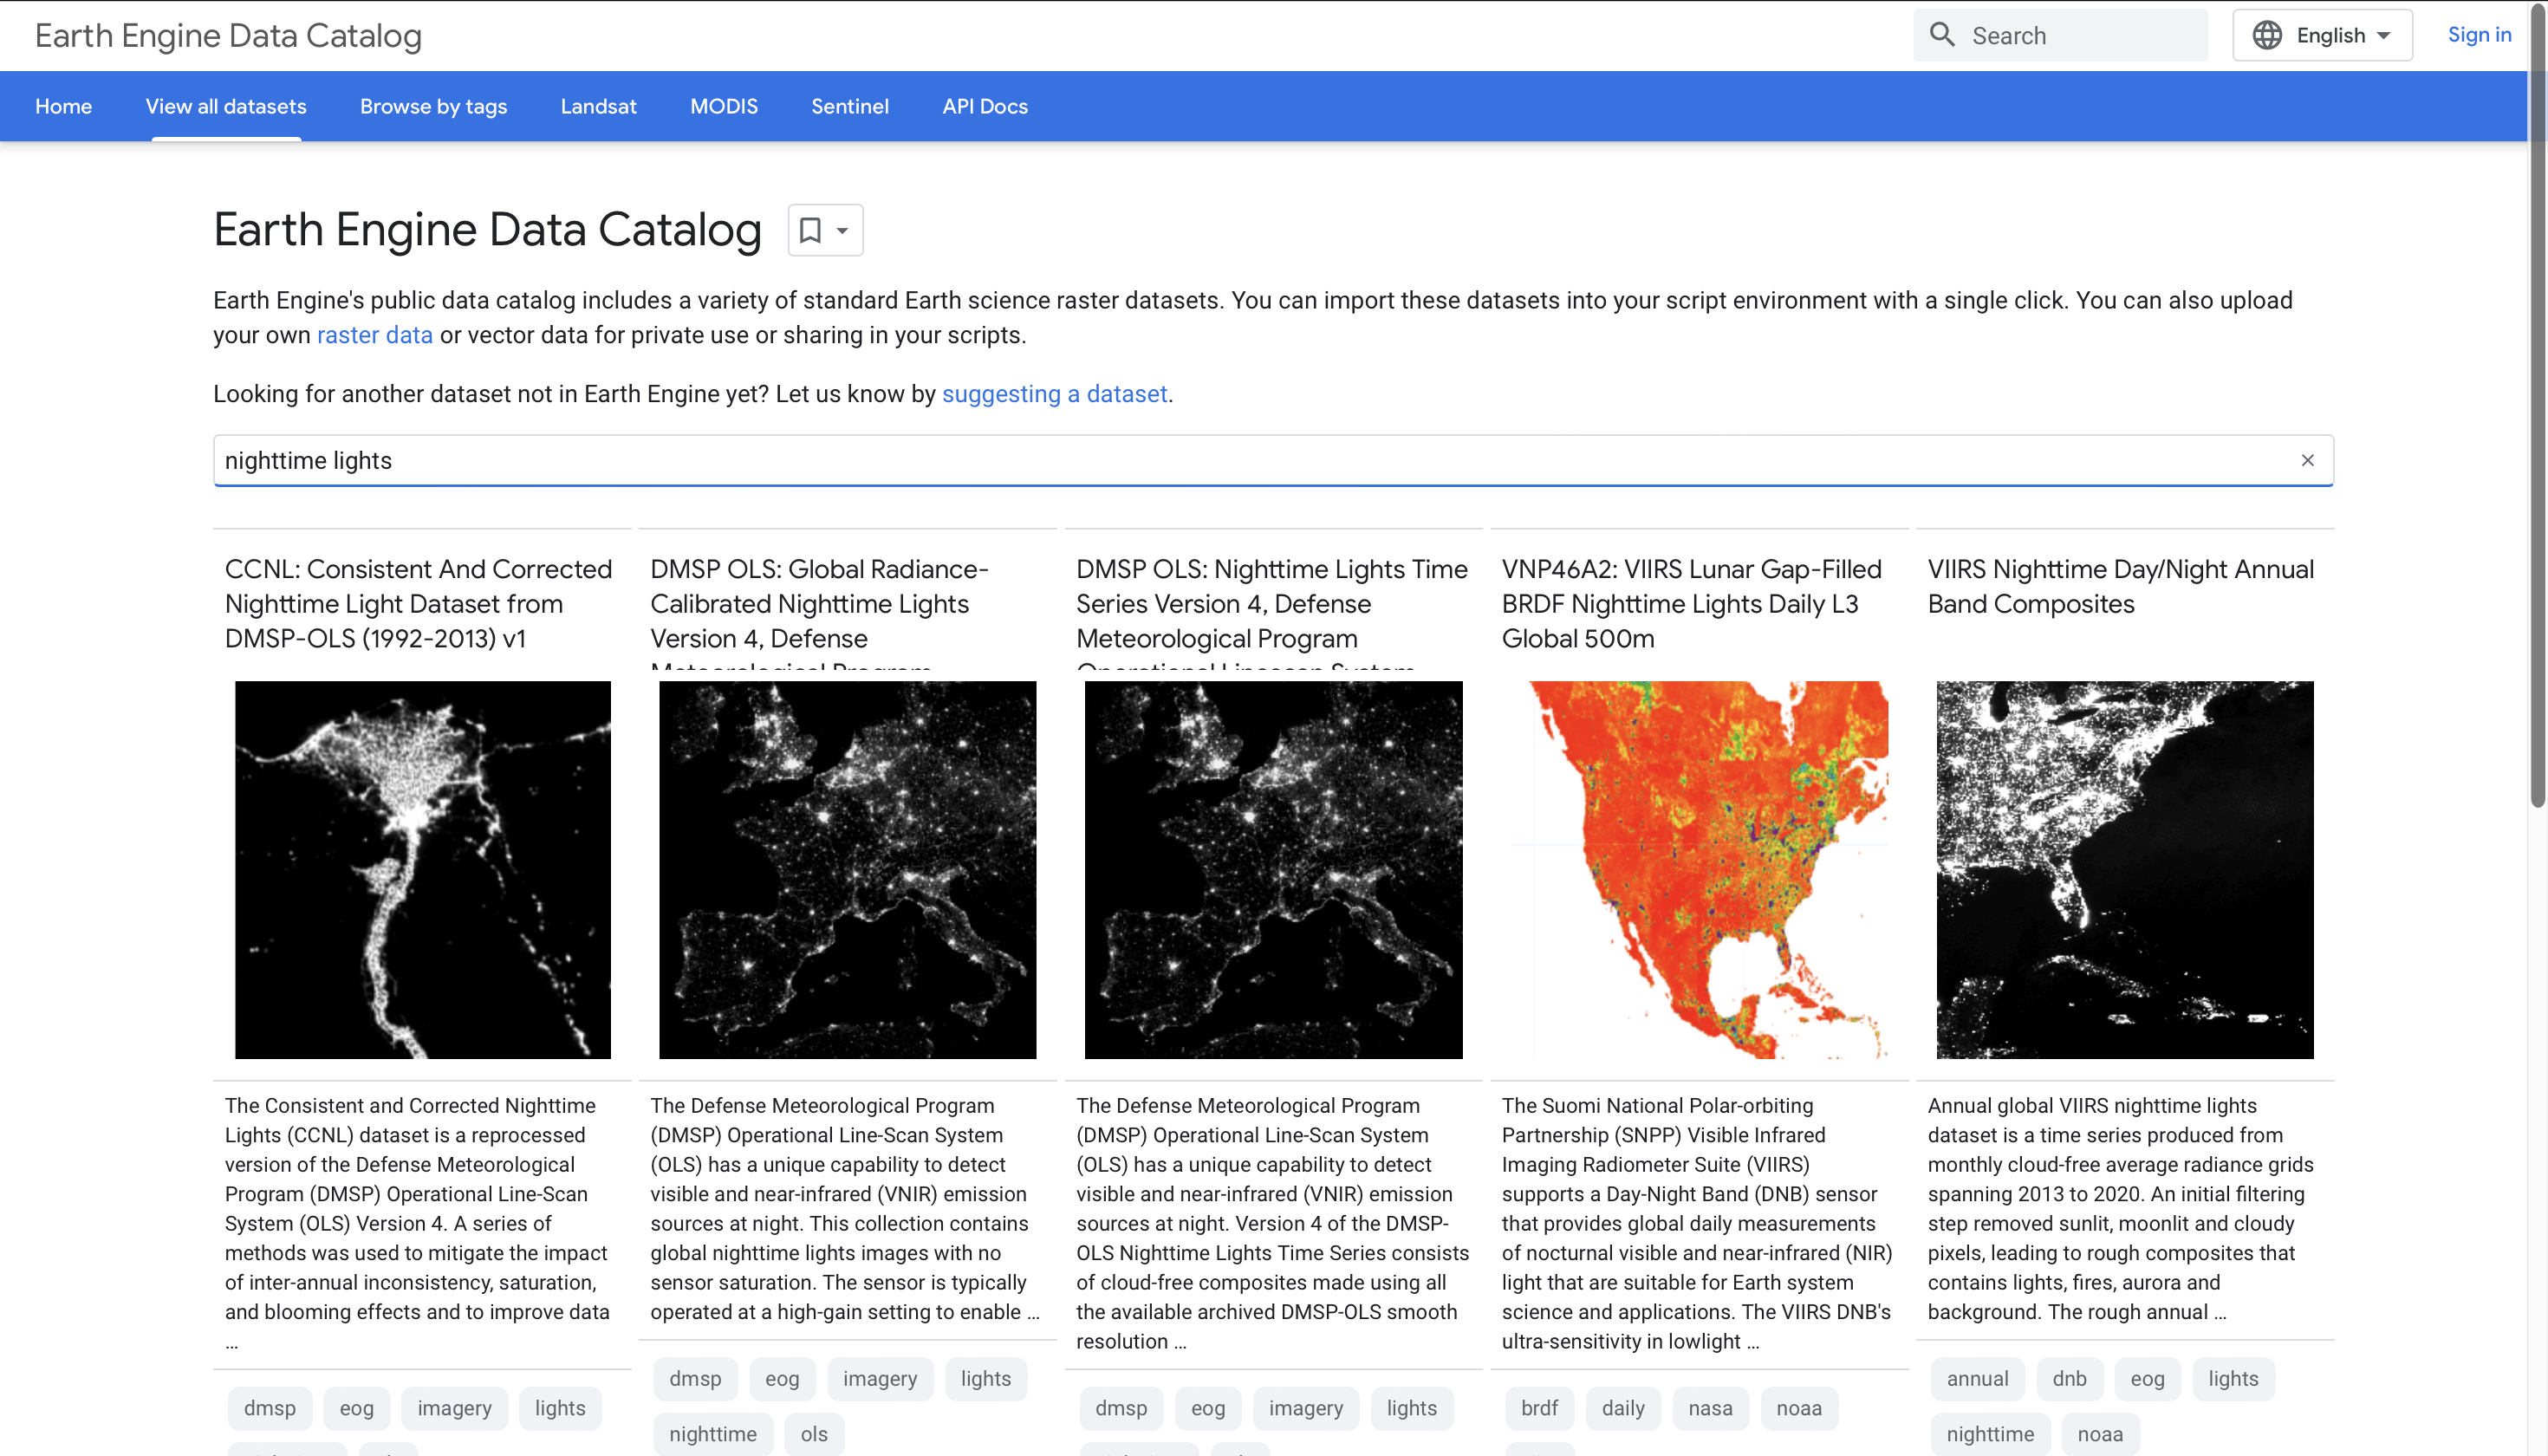 Earth Engine Data Catalog
Search
English
Sign in
Home
View all datasets
Browse by tags
Landsat
MODIS
Sentinel
API Docs
Earth Engine Data Catalog
Earth Engine's public data catalog includes a variety of standard Earth science raster datasets. You can import these datasets into your script environment with a single click. You can also upload
your own raster data or vector data for private use or sharing in your scripts.
Looking for another dataset not in Earth Engine yet? Let us know by suggesting a dataset.
nighttime lights
CCNL: Consistent And Corrected
Nighttime Light Dataset from
DMSP-OLS (1992-2013) v1
The Consistent and Corrected Nighttime
Lights (CCNL) dataset is a reprocessed
version of the Defense Meteorological
Program (DMSP) Operational Line-Scan
System (OLS) Version 4. A series of
methods was used to mitigate the impact
of inter-annual inconsistency, saturation,
and blooming effects and to improve data
...
dmsp eog imagery lights
DMSP OLS: Global Radiance-
Calibrated Nighttime Lights
Version 4, Defense
Meteorological Program
The Defense Meteorological Program
(DMSP) Operational Line-Scan System
(OLS) has a unique capability to detect
visible and near-infrared (VNIR) emission
sources at night. This collection contains
global nighttime lights images with no
sensor saturation. The sensor is typically
operated at a high-gain setting to enable ...
dmsp eog imagery lights
nighttime ols
DMSP OLS: Nighttime Lights Time
Series Version 4, Defense
Meteorological Program
Operational Linescan System
The Defense Meteorological Program
(DMSP) Operational Line-Scan System
(OLS) has a unique capability to detect
visible and near-infrared (VNIR) emission
sources at night. Version 4 of the DMSP-
OLS Nighttime Lights Time Series consists
of cloud-free composites made using all
the available archived DMSP-OLS smooth
resolution ...
dmsp eog imagery lights
VNP46A2: VIIRS Lunar Gap-Filled
BRDF Nighttime Lights Daily L3
Global 500m
The Suomi National Polar-orbiting
Partnership (SNPP) Visible Infrared
Imaging Radiometer Suite (VIIRS)
supports a Day-Night Band (DNB) sensor
that provides global daily measurements
of nocturnal visible and near-infrared (NIR)
light that are suitable for Earth system
science and applications. The VIIRS DNB's
ultra-sensitivity in lowlight ...
brdf daily nasa noaa
VIIRS Nighttime Day/Night Annual
Band Composites
Annual global VIIRS nighttime lights
dataset is a time series produced from
monthly cloud-free average radiance grids
spanning 2013 to 2020. An initial filtering
step removed sunlit, moonlit and cloudy
pixels, leading to rough composites that
contains lights, fires, aurora and
background. The rough annual ...
annual dnb eog lights
nighttime noaa